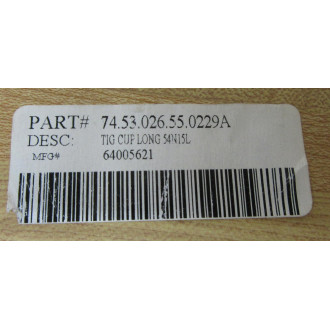 PART# 74.53.026.55.0229A
DESC: TIG CUP LONG 54N15L
MFG# 64005621